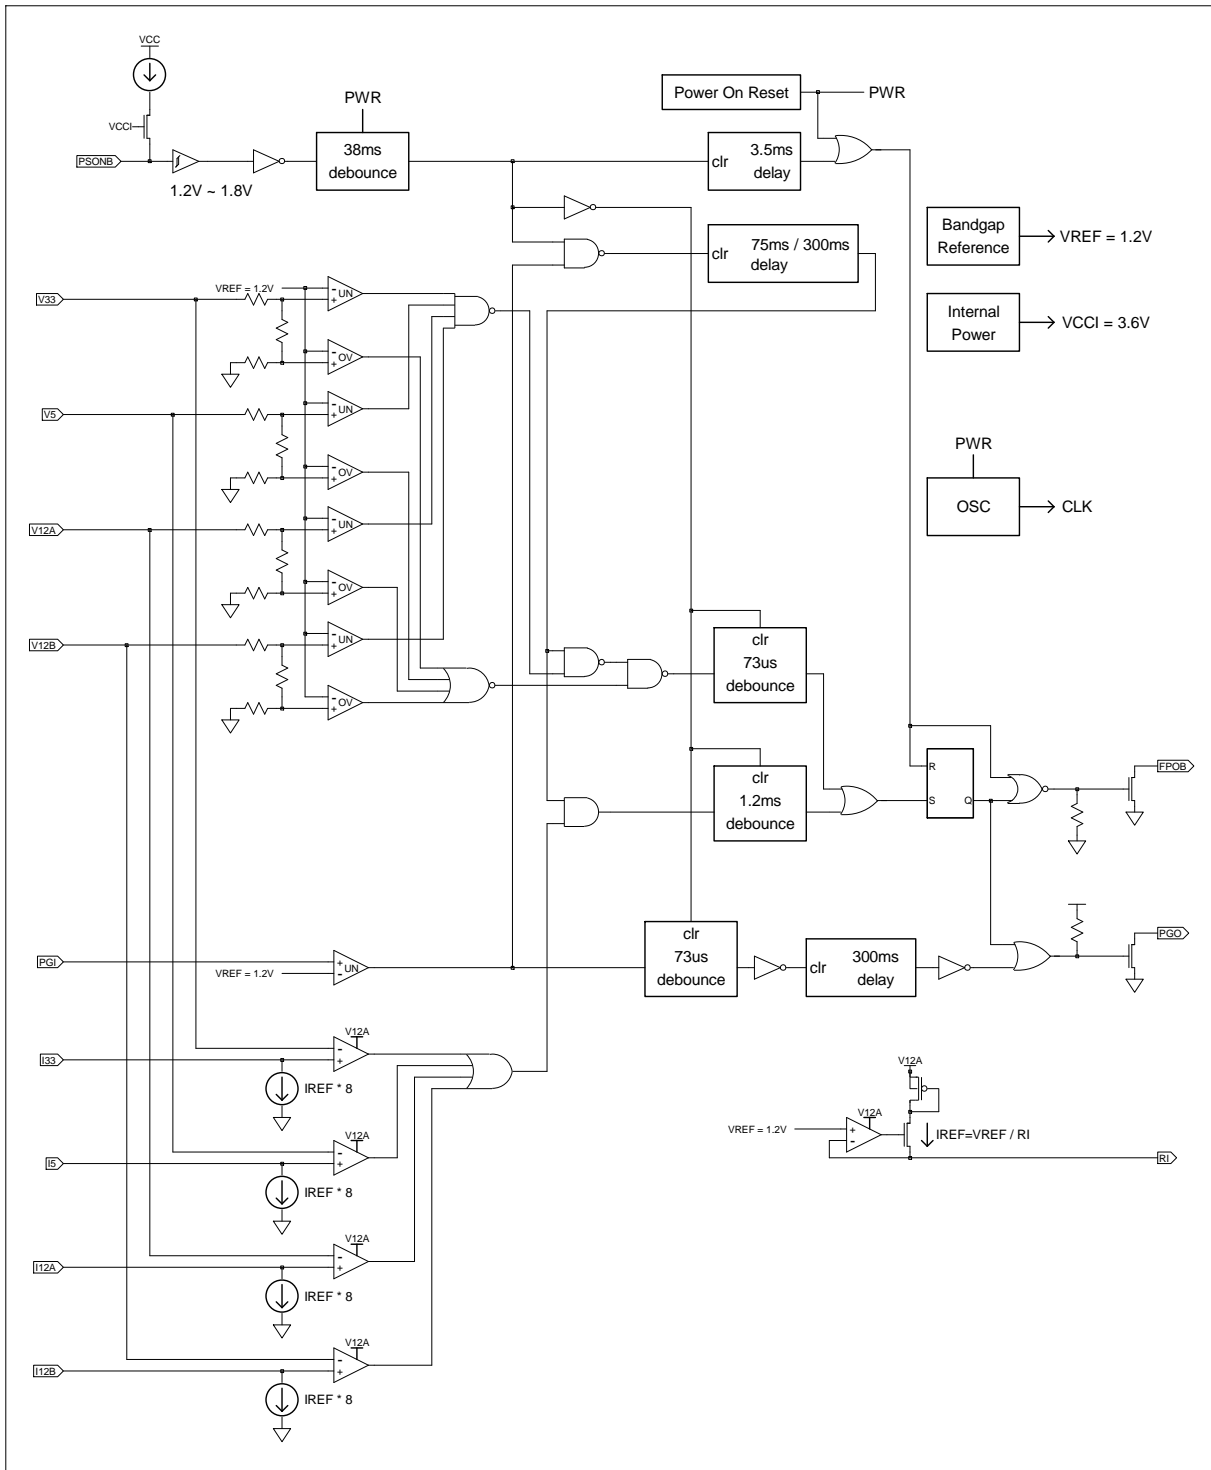 VCC
VCCI
PSONB
1.2V ~ 1.8V
PWR
38ms
debounce
Power On Reset
PWR
clr
3.5ms
delay
clr
75ms / 300ms
delay
Bandgap
Reference
VREF = 1.2V
Internal
Power
VCCI = 3.6V
PWR
OSC
CLK
V33
VREF = 1.2V
-
+
UN
-
+
OV
V5
-
+
UN
-
+
OV
V12A
-
+
UN
-
+
OV
V12B
-
+
UN
-
+
OV
clr
73us
debounce
clr
1.2ms
debounce
R
S
Q
FPOB
PGO
PGI
VREF = 1.2V
+
-
UN
clr
73us
debounce
clr
300ms
delay
I33
V12A
-
+
IREF * 8
I5
V12A
-
+
IREF * 8
I12A
V12A
-
+
IREF * 8
I12B
V12A
-
+
IREF * 8
V12A
VREF = 1.2V
V12A
+
-
IREF=VREF / RI
RI